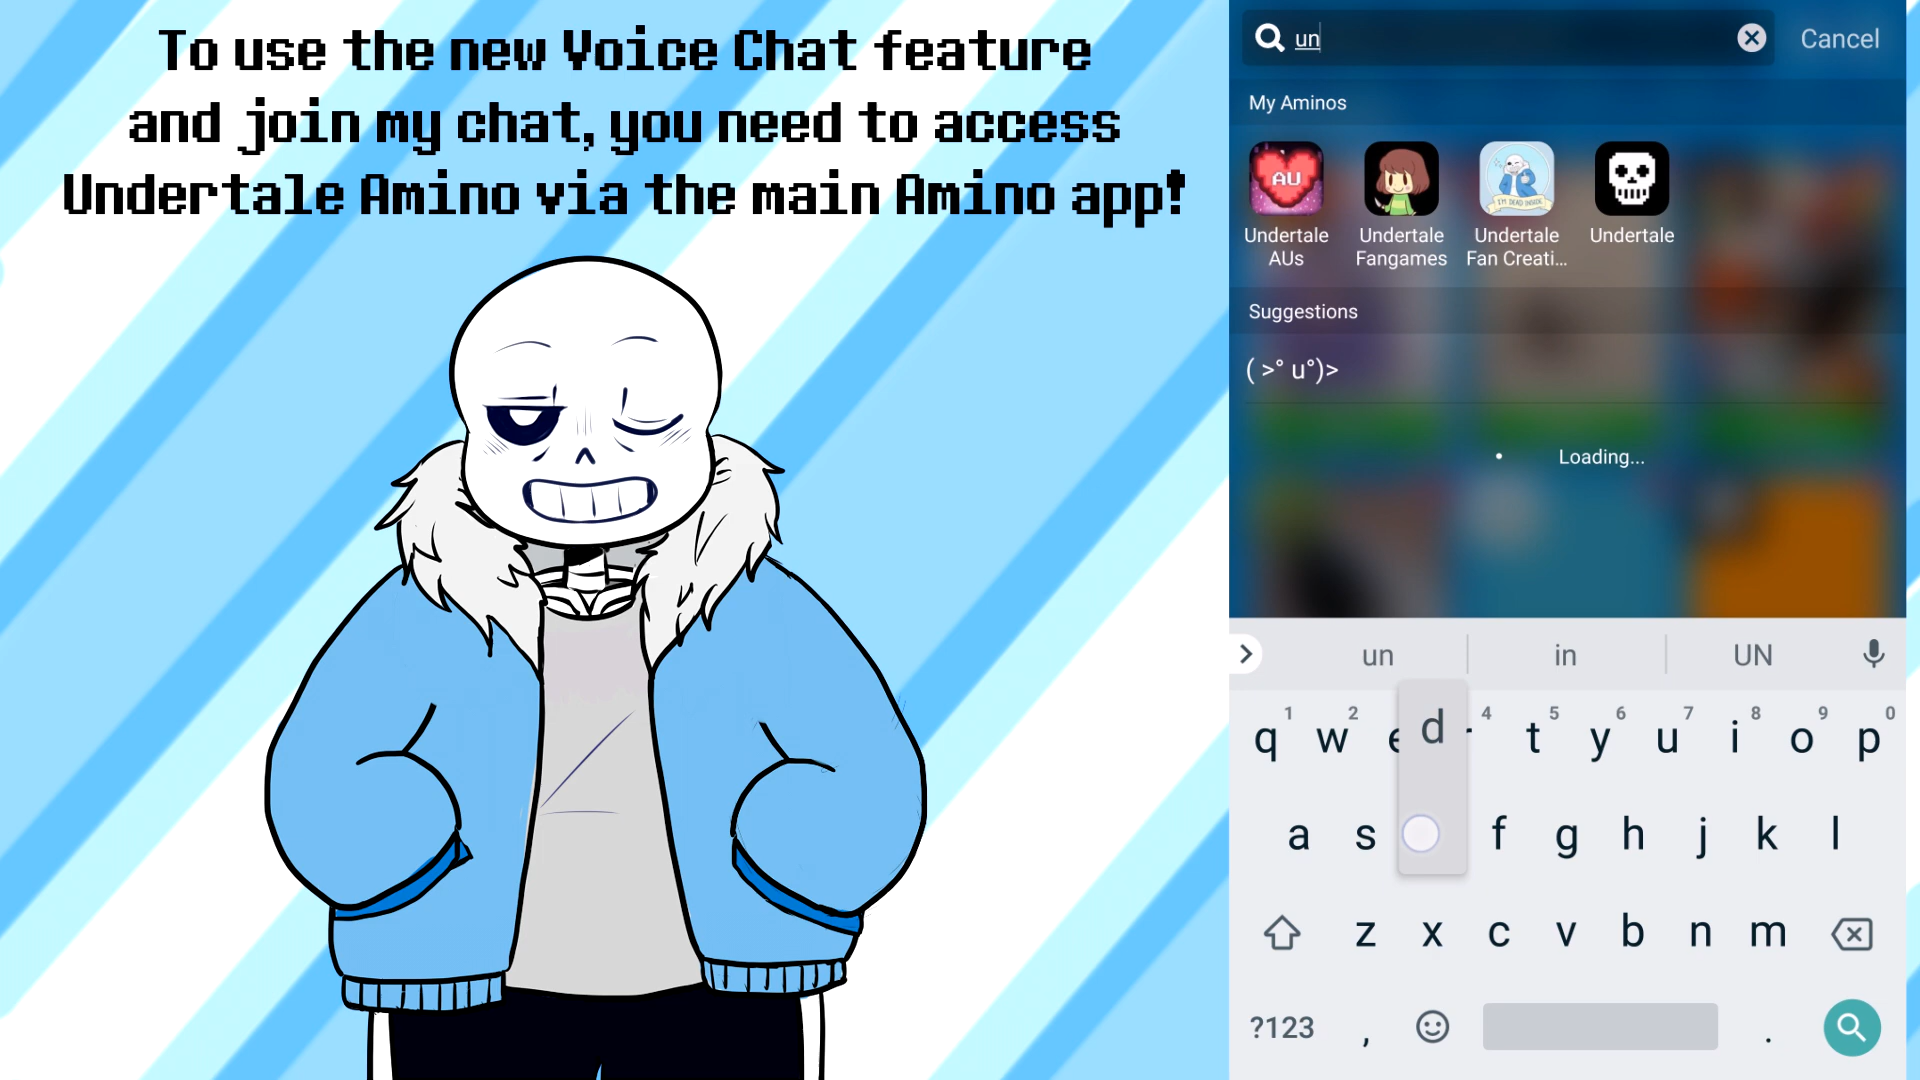 To use the new Voice Chat feature
and join my chat, you need to access
Undertale Amino via the main Amino app!
un
Cancel
My Aminos
AU
I'M DEAD INSIDE
Undertale
AUs
Undertale
Fangames
Undertale
Fan Creati...
Undertale
Suggestions
( >° u°)>
Loading...
un in UN
1 2 4 5 6 7 8 9 0
q w e d r t y u i o p
a s f g h j k l
z x c v b n m
?123 , .